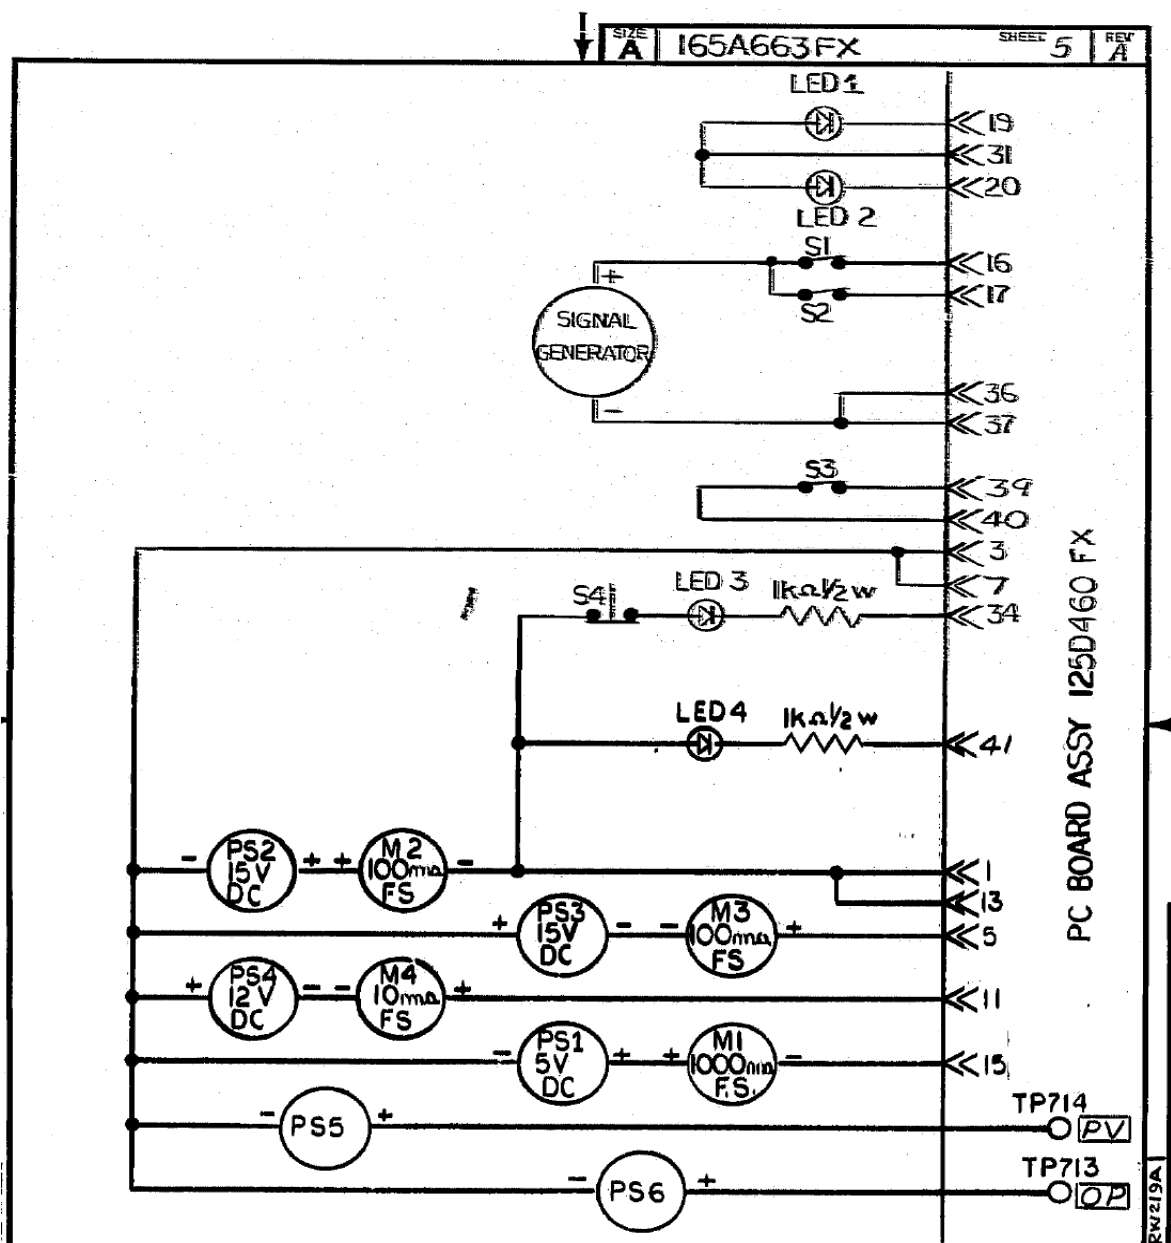 SIZE
A
165A663FX
SHEET 5
REV
A
LED 1
19
31
20
LED 2
S1
16
17
S2
+
SIGNAL
GENERATOR
-
36
37
S3
39
40
3
7
S4
LED 3
1kΩ1/2w
34
LED4
1kΩ1/2w
41
PC BOARD ASSY 125D460 FX
- PS2 + + M2 -
15V 100ma
DC FS
1
13
+ PS3 - - M3 +
15V 100ma
DC FS
5
+ PS4 - - M4 +
12V 10ma
DC FS
11
- PS1 + + M1 -
5V 1000ma
DC F.S.
15
- PS5 +
TP714
PV
- PS6 +
TP713
OP
RW219A